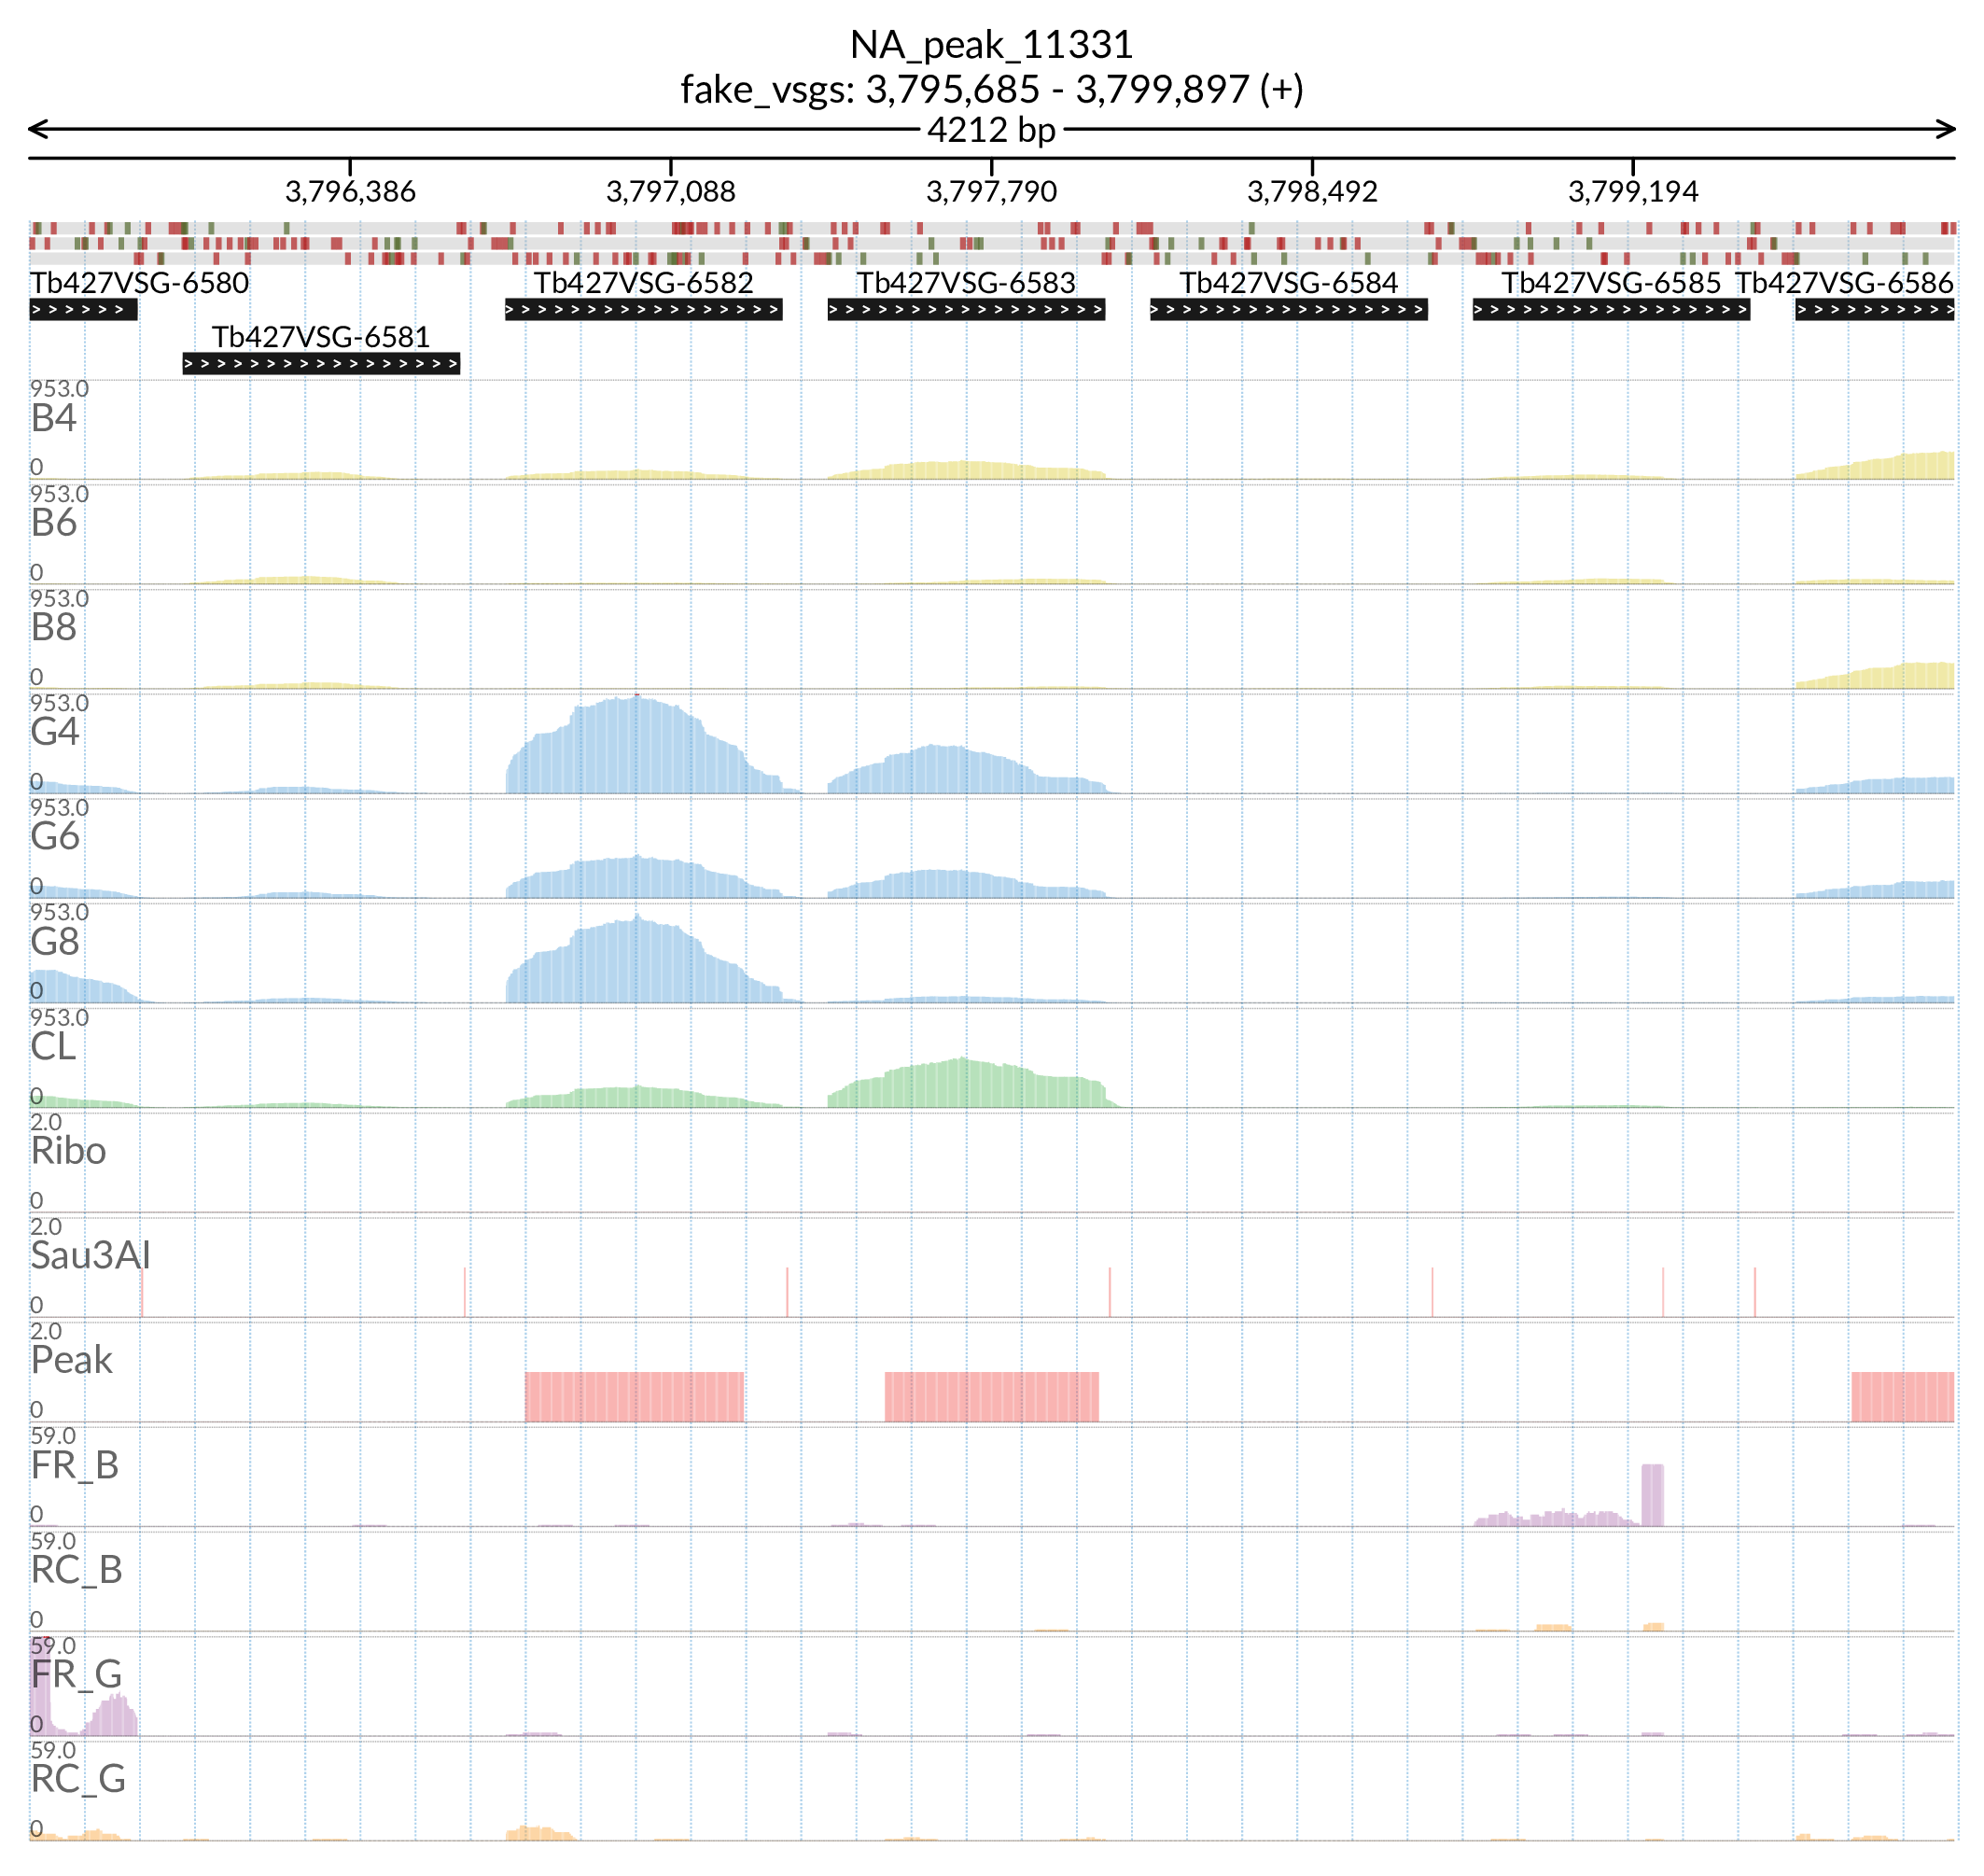 NA_peak_11331
fake_vsgs: 3,795,685 - 3,799,897 (+)
4212 bp
3,796,386 3,797,088 3,797,790 3,798,492 3,799,194
Tb427VSG-6580 Tb427VSG-6582 Tb427VSG-6583 Tb427VSG-6584 Tb427VSG-6585 Tb427VSG-6586
Tb427VSG-6581
953.0
B4
0
953.0
B6
0
953.0
B8
0
953.0
G4
0
953.0
G6
0
953.0
G8
0
953.0
CL
0
2.0
Ribo
0
2.0
Sau3AI
0
2.0
Peak
0
59.0
FR_B
0
59.0
RC_B
0
59.0
FR_G
0
59.0
RC_G
0